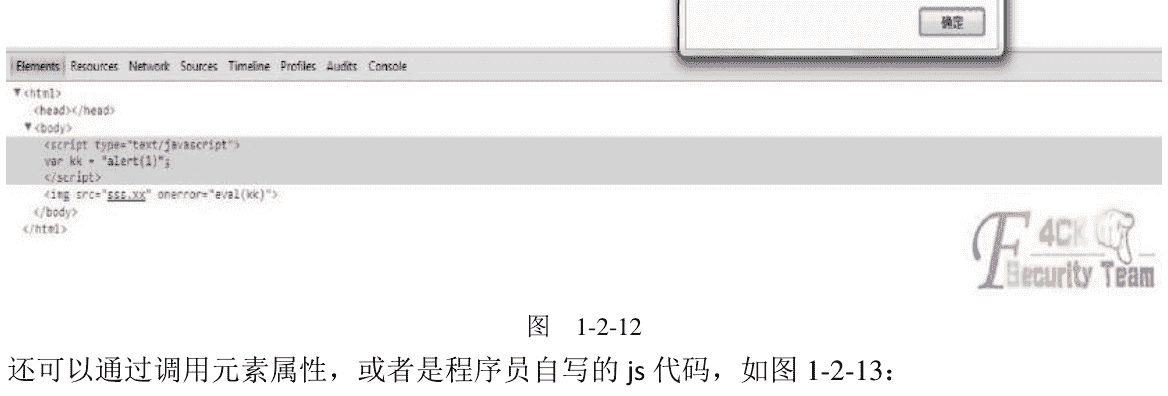 确定
Elements Resources Network Sources Timeline Profiles Audits Console
▼<html>
<head></head>
▼<body>
<script type="text/javascript">
var kk = "alert(1)";
</script>
<img src="sss.xx" onerror="eval(kk)">
</body>
</html>
F4CK
Security Team
图 1-2-12
还可以通过调用元素属性，或者是程序员自写的 js 代码，如图 1-2-13：